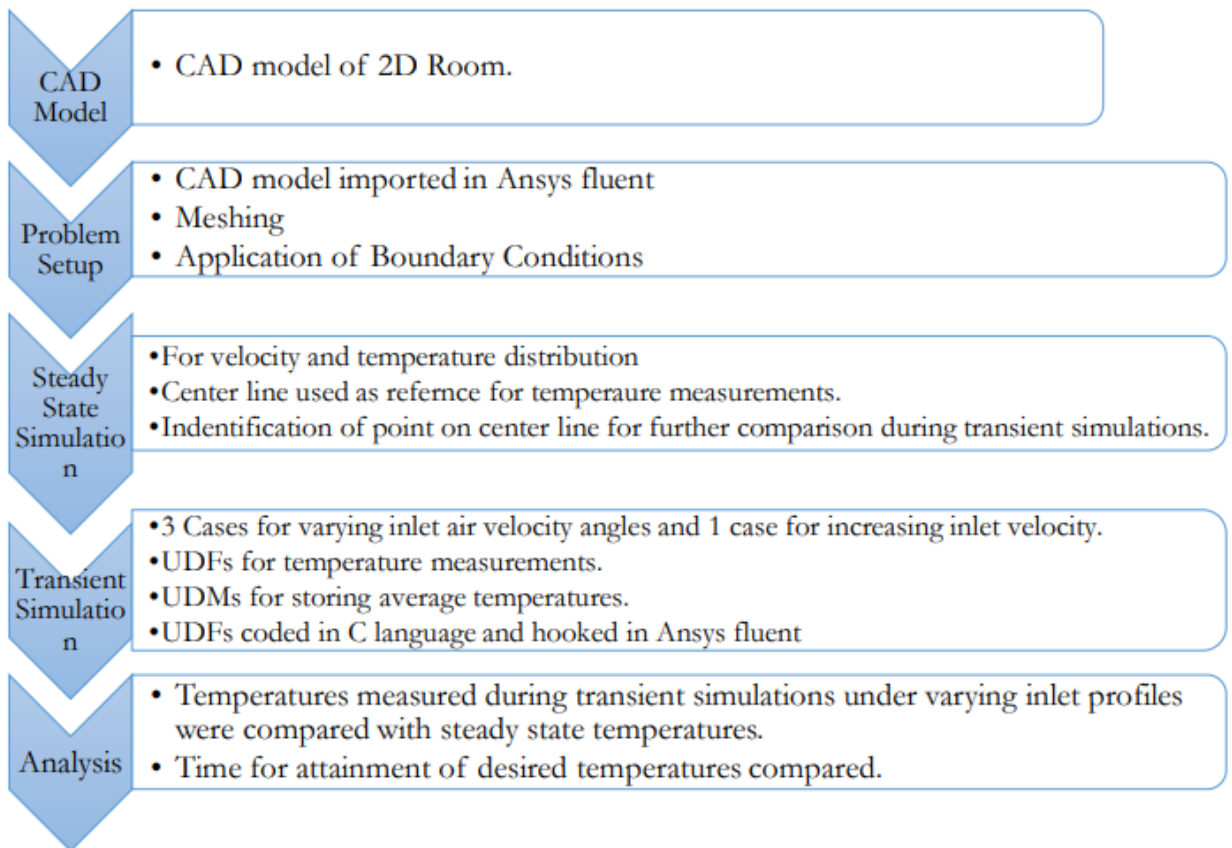 CAD
Model
• CAD model of 2D Room.
Problem
Setup
• CAD model imported in Ansys fluent
• Meshing
• Application of Boundary Conditions
Steady
State
Simulatio
n
•For velocity and temperature distribution
•Center line used as refernce for temperaure measurements.
•Indentification of point on center line for further comparison during transient simulations.
Transient
Simulatio
n
•3 Cases for varying inlet air velocity angles and 1 case for increasing inlet velocity.
•UDFs for temperature measurements.
•UDMs for storing average temperatures.
•UDFs coded in C language and hooked in Ansys fluent
Analysis
• Temperatures measured during transient simulations under varying inlet profiles
were compared with steady state temperatures.
• Time for attainment of desired temperatures compared.